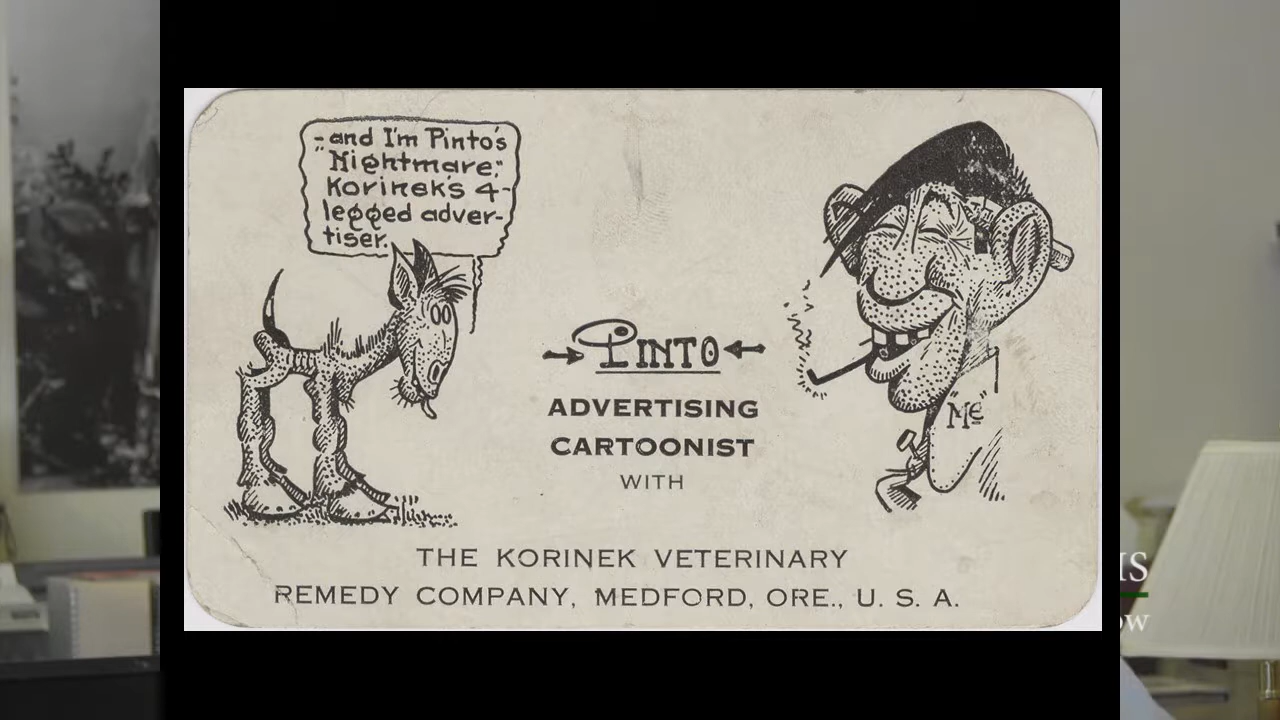 - and I'm Pinto's
"Nightmare,"
Korinek's 4-
legged adver-
tiser.
PINTO
ADVERTISING
CARTOONIST
WITH
"ME"
THE KORINEK VETERINARY
REMEDY COMPANY, MEDFORD, ORE., U. S. A.